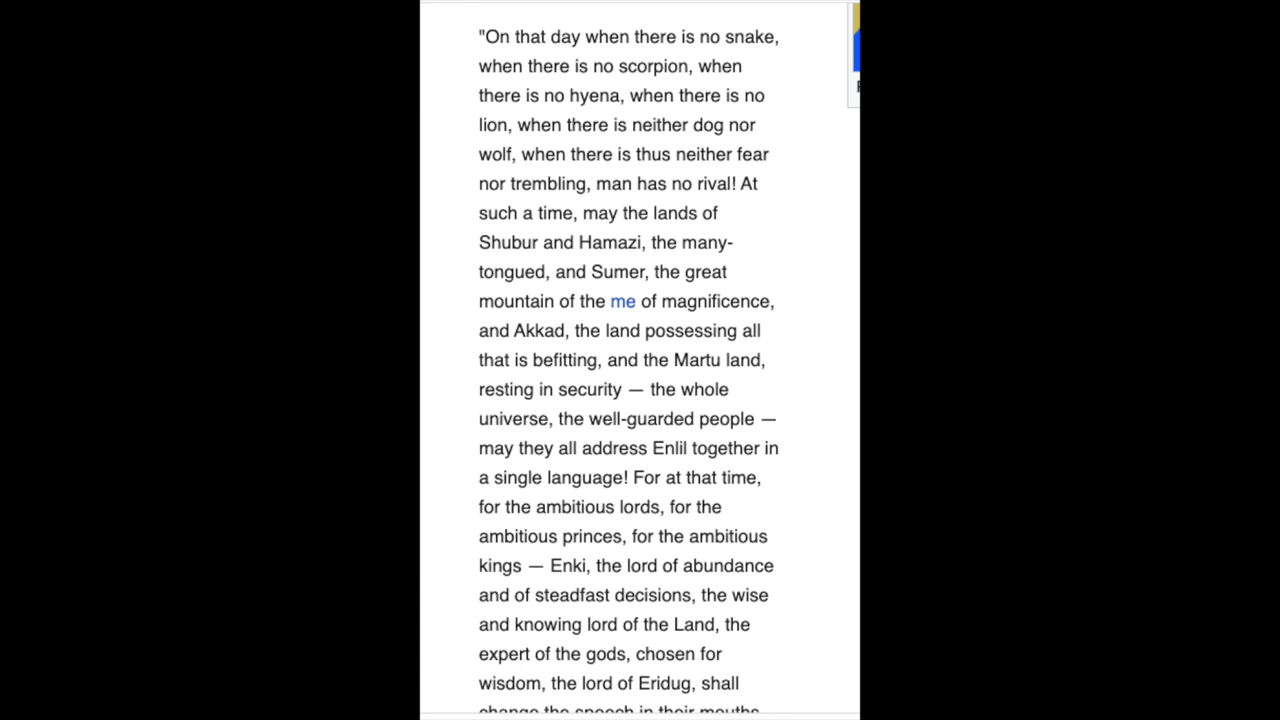 "On that day when there is no snake,
when there is no scorpion, when
there is no hyena, when there is no
lion, when there is neither dog nor
wolf, when there is thus neither fear
nor trembling, man has no rival! At
such a time, may the lands of
Shubur and Hamazi, the many-
tongued, and Sumer, the great
mountain of the me of magnificence,
and Akkad, the land possessing all
that is befitting, and the Martu land,
resting in security — the whole
universe, the well-guarded people —
may they all address Enlil together in
a single language! For at that time,
for the ambitious lords, for the
ambitious princes, for the ambitious
kings — Enki, the lord of abundance
and of steadfast decisions, the wise
and knowing lord of the Land, the
expert of the gods, chosen for
wisdom, the lord of Eridug, shall
change the speech in their mouths,